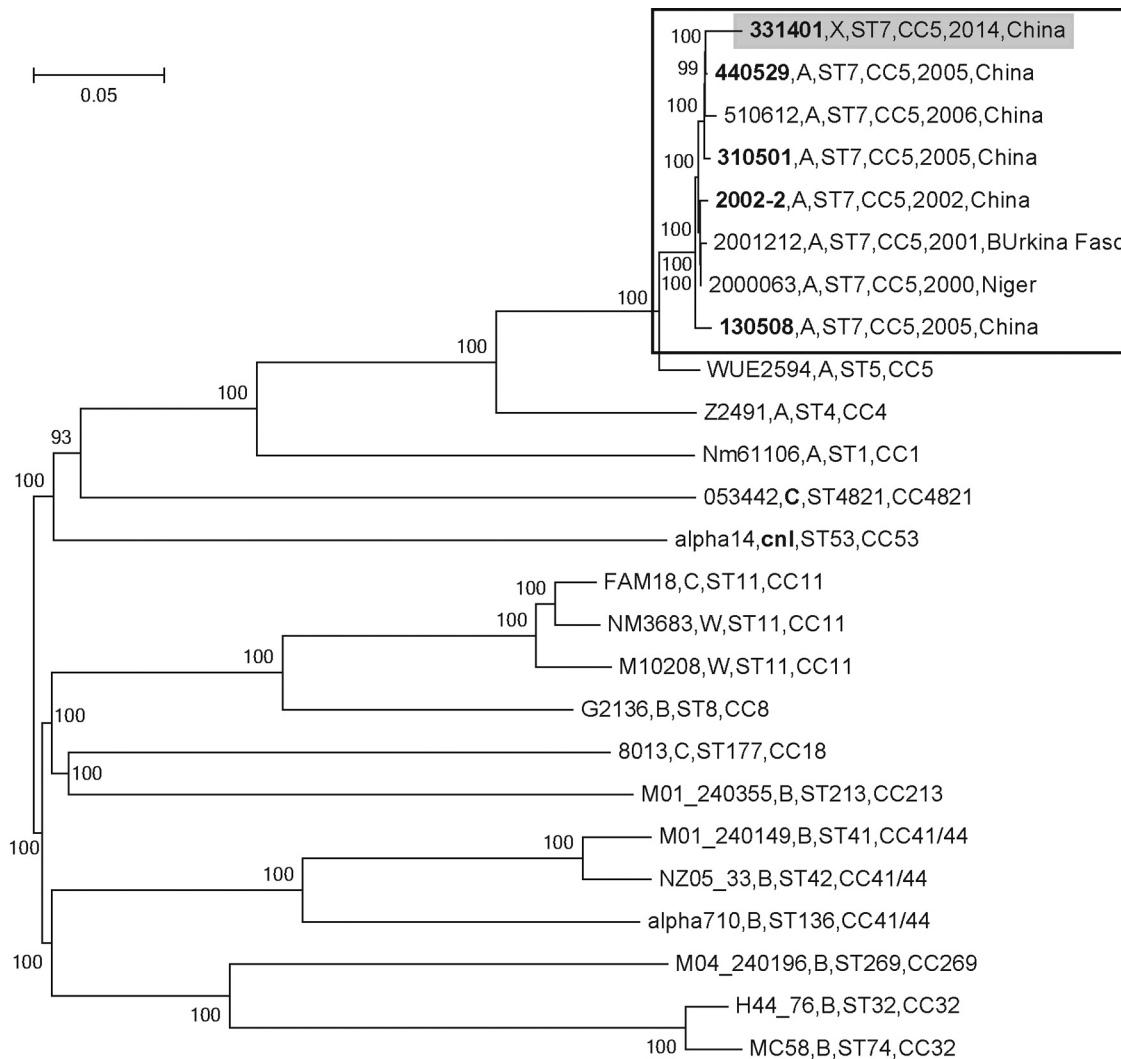 331401,X,ST7,CC5,2014,China
100
99
440529,A,ST7,CC5,2005,China
0.05
100
510612,A,ST7,CC5,2006,China
100
310501,A,ST7,CC5,2005,China
2002-2,A,ST7,CC5,2002,China
100
2001212,A,ST7,CC5,2001,BUrkina Faso
100
100
2000063,A,ST7,CC5,2000,Niger
100
130508,A,ST7,CC5,2005,China
100
WUE2594,A,ST5,CC5
100
Z2491,A,ST4,CC4
93
Nm61106,A,ST1,CC1
100
053442,C,ST4821,CC4821
alpha14,cnl,ST53,CC53
100
FAM18,C,ST11,CC11
100
NM3683,W,ST11,CC11
100
M10208,W,ST11,CC11
G2136,B,ST8,CC8
100
8013,C,ST177,CC18
100
M01_240355,B,ST213,CC213
100
100
M01_240149,B,ST41,CC41/44
100
NZ05_33,B,ST42,CC41/44
alpha710,B,ST136,CC41/44
100
M04_240196,B,ST269,CC269
100
H44_76,B,ST32,CC32
100
MC58,B,ST74,CC32